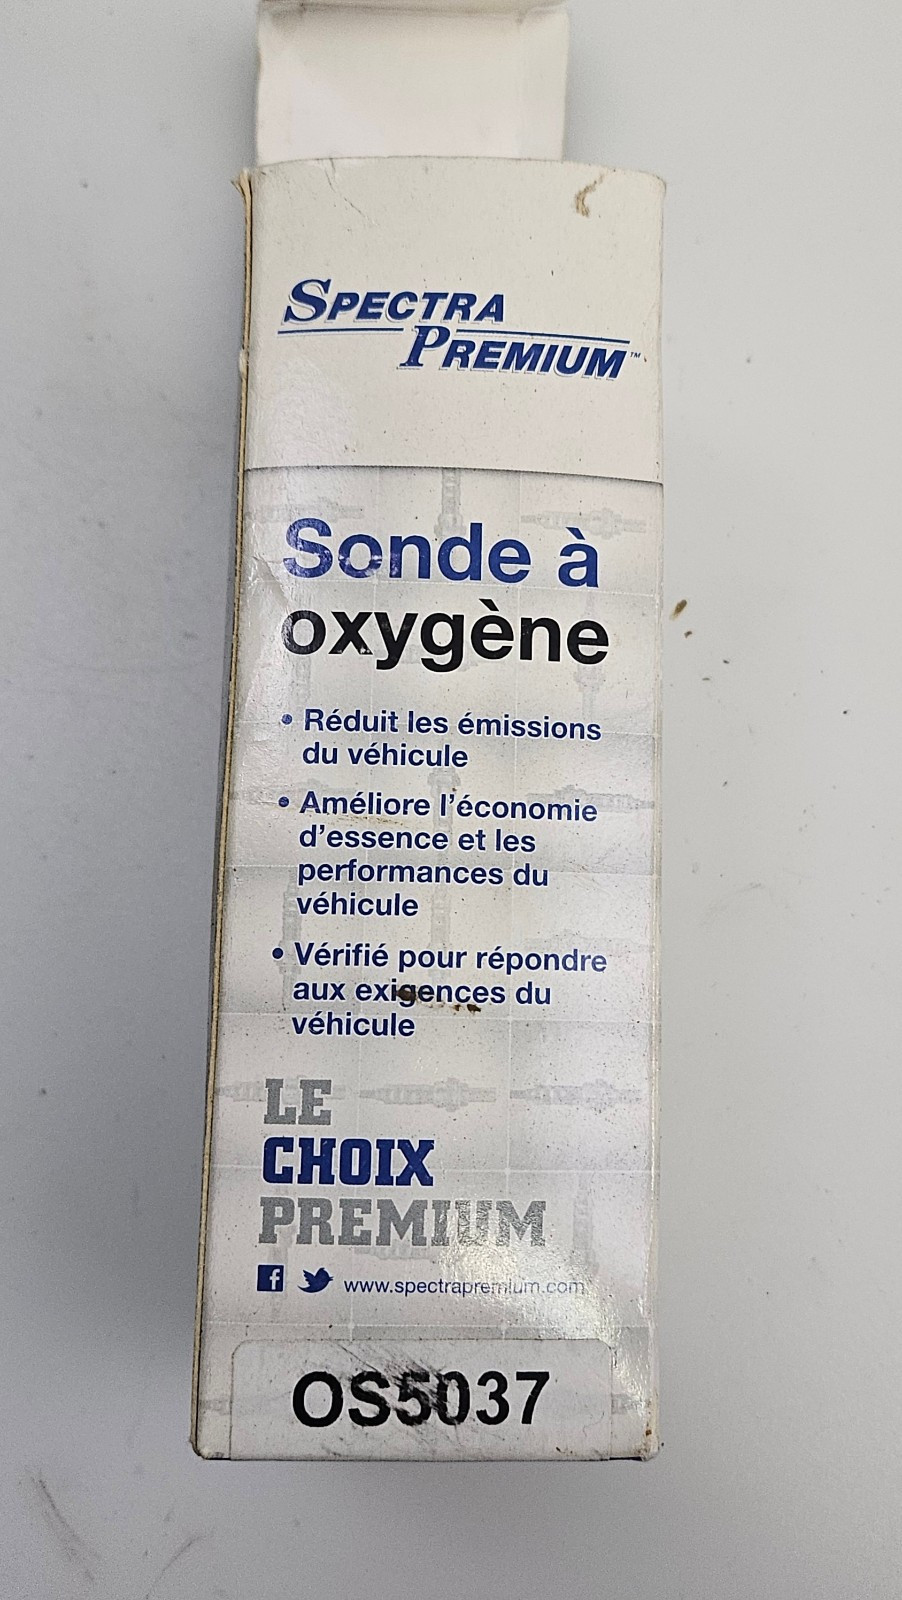 SPECTRA
PREMIUM™
Sonde à
oxygène
• Réduit les émissions
du véhicule
• Améliore l'économie
d'essence et les
performances du
véhicule
• Vérifié pour répondre
aux exigences du
véhicule
LE
CHOIX
PREMIUM
www.spectrapremium.com
OS5037